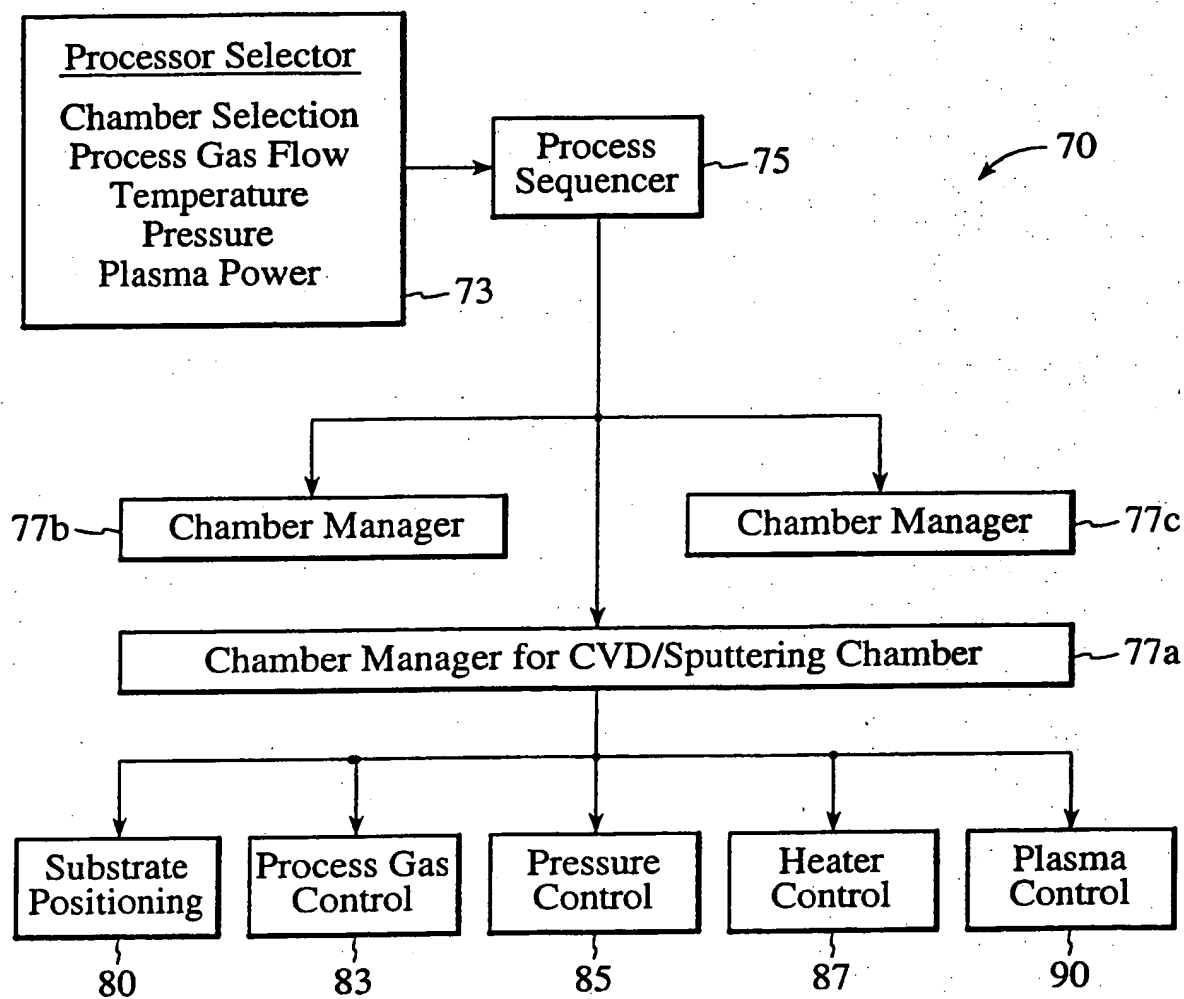 Processor Selector
Chamber Selection
Process Gas Flow
Temperature
Pressure
Plasma Power
73
Process
Sequencer
75
70
77b
Chamber Manager
Chamber Manager
77c
Chamber Manager for CVD/Sputtering Chamber
77a
Substrate
Positioning
80
Process Gas
Control
83
Pressure
Control
85
Heater
Control
87
Plasma
Control
90